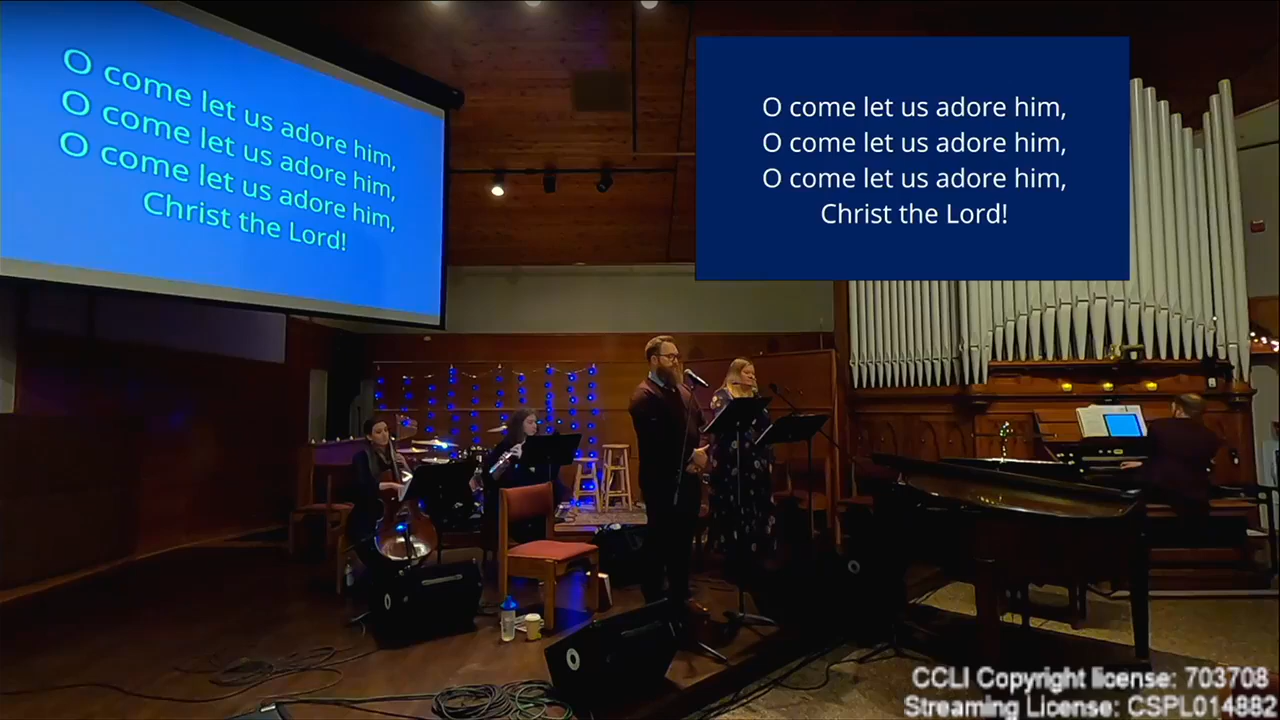 O come let us adore him,
O come let us adore him,
O come let us adore him,
Christ the Lord!
O come let us adore him,
O come let us adore him,
O come let us adore him,
Christ the Lord!
CCLI Copyright license: 703708
Streaming License: CSPL014882